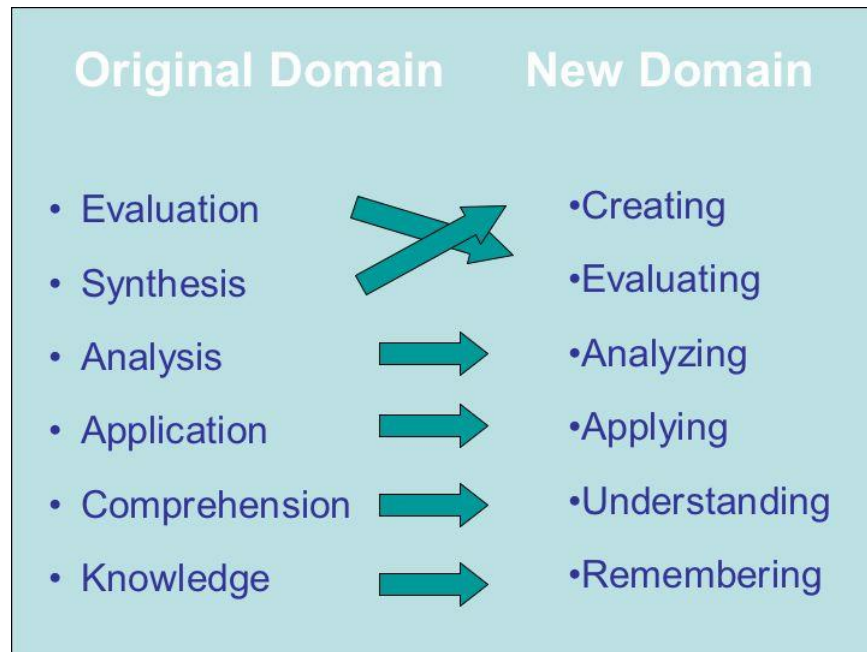 Original Domain
New Domain
• Evaluation
• Synthesis
• Analysis
• Application
• Comprehension
• Knowledge
•Creating
•Evaluating
•Analyzing
•Applying
•Understanding
•Remembering